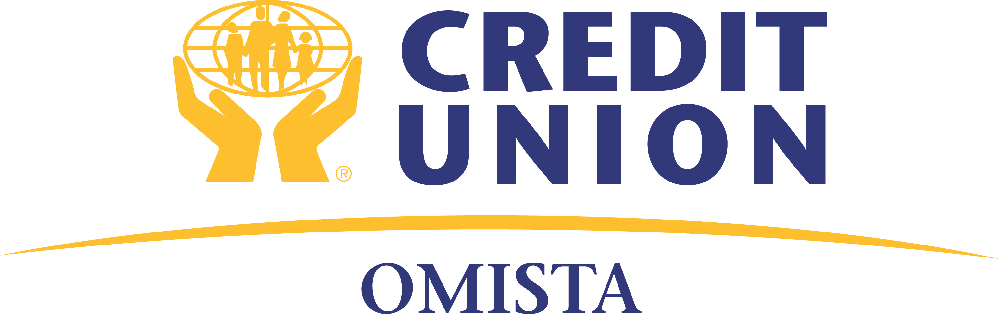 CREDIT
UNION
®
OMISTA